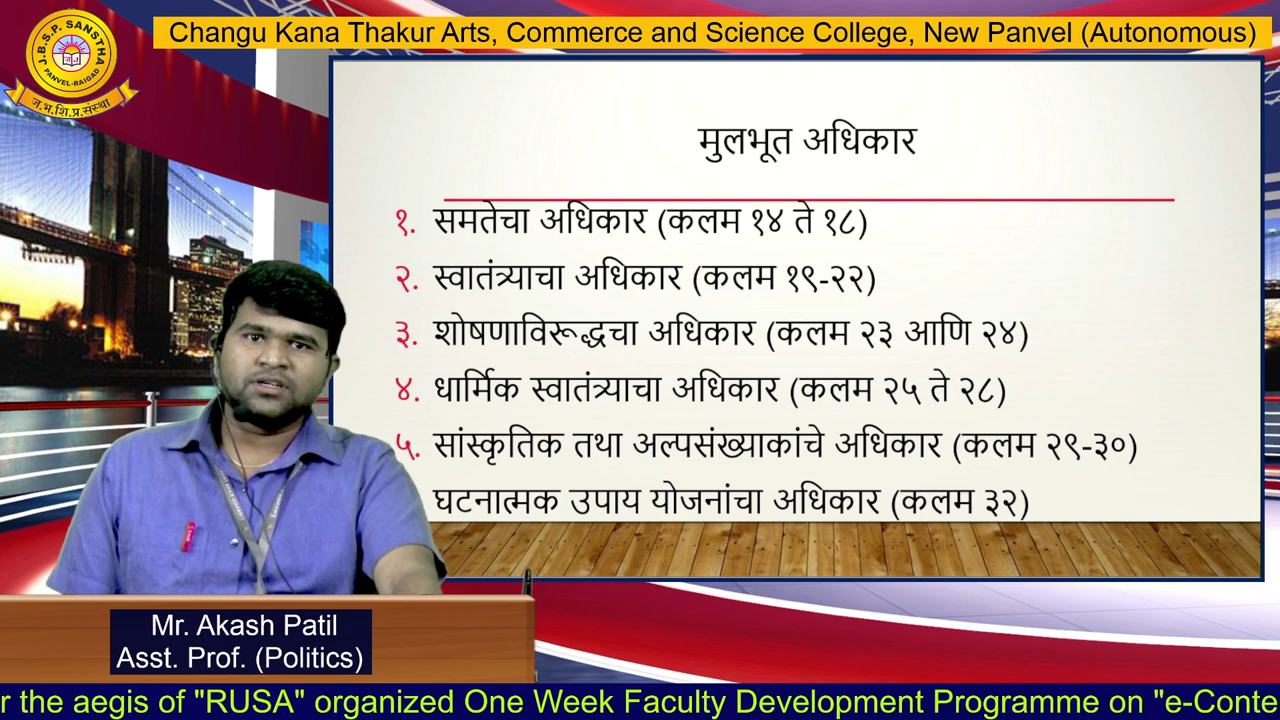 Changu Kana Thakur Arts, Commerce and Science College, New Panvel (Autonomous)
J.B.S.P. SANSTHA
PANVEL-RAIGAD
ज.भ.शि.प्र.संस्था
मुलभूत अधिकार
१. समतेचा अधिकार (कलम १४ ते १८)
२. स्वातंत्र्याचा अधिकार (कलम १९-२२)
३. शोषणाविरूद्धचा अधिकार (कलम २३ आणि २४)
४. धार्मिक स्वातंत्र्याचा अधिकार (कलम २५ ते २८)
५. सांस्कृतिक तथा अल्पसंख्याकांचे अधिकार (कलम २९-३०)
घटनात्मक उपाय योजनांचा अधिकार (कलम ३२)
Mr. Akash Patil
Asst. Prof. (Politics)
r the aegis of "RUSA" organized One Week Faculty Development Programme on "e-Conte